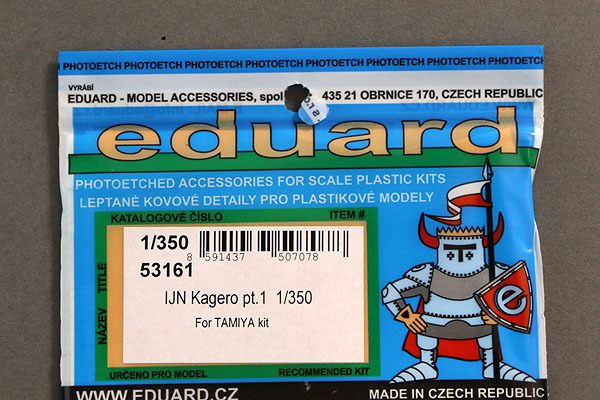 PHOTOETCH PHOTOETCH PHOTOETCH PHOTOETCH PHOTOETCH PHOTOETCH PHOTOETCH PHOTOETCH
VYRÁBÍ
EDUARD - MODEL ACCESSORIES, spol 435 21 OBRNICE 170, CZECH REPUBLIC
eduard
PHOTOETCHED ACCESSORIES FOR SCALE PLASTIC KITS
LEPTANÉ KOVOVÉ DETAILY PRO PLASTIKOVÉ MODELY
KATALOGOVÉ ČÍSLO ITEM #
1/350
8 591437 507078
53161
IJN Kagero pt.1 1/350
For TAMIYA kit
NÁZEV TITLE
e
URČENO PRO MODEL RECOMMENDED KIT
WWW.EDUARD.CZ MADE IN CZECH REPUBLIC